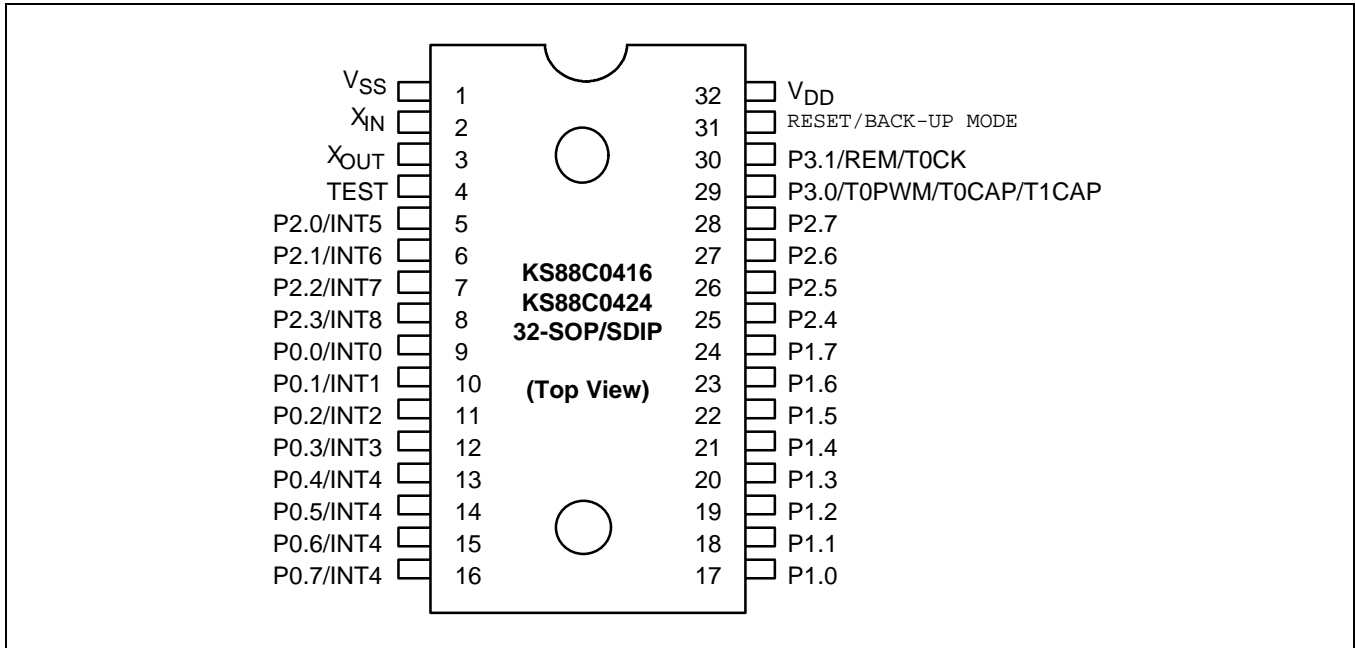 VSS 1 32 VDD
XIN 2 31 RESET/BACK-UP MODE
XOUT 3 30 P3.1/REM/T0CK
TEST 4 29 P3.0/T0PWM/T0CAP/T1CAP
P2.0/INT5 5 28 P2.7
P2.1/INT6 6 27 P2.6
P2.2/INT7 7 26 P2.5
P2.3/INT8 8 25 P2.4
P0.0/INT0 9 24 P1.7
P0.1/INT1 10 23 P1.6
P0.2/INT2 11 22 P1.5
P0.3/INT3 12 21 P1.4
P0.4/INT4 13 20 P1.3
P0.5/INT4 14 19 P1.2
P0.6/INT4 15 18 P1.1
P0.7/INT4 16 17 P1.0
KS88C0416
KS88C0424
32-SOP/SDIP
(Top View)